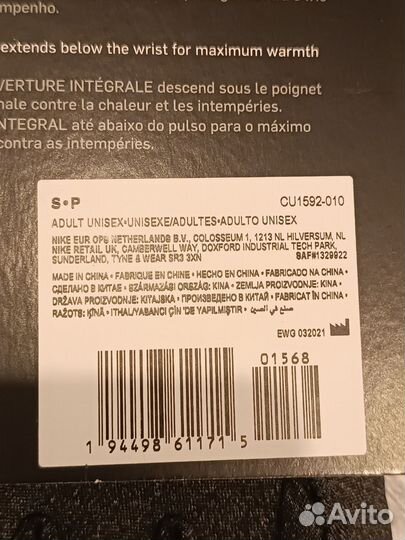 empenho.
extends below the wrist for maximum warmth
VERTURE INTÉGRALE descend sous le poignet
nale contre la chaleur et les intempéries.
NTEGRAL até abaixo do pulso para o máximo
contra as intempéries.
S•P
CU1592-010
ADULT UNISEX•UNISEXE/ADULTES•ADULTO UNISEX
NIKE EUR OPS NETHERLANDS B.V., COLOSSEUM 1, 1213 NL HILVERSUM, NL
NIKE RETAIL UK, CAMBERWELL WAY, DOXFORD INDUSTRIAL TECH PARK,
SUNDERLAND, TYNE & WEAR SR3 3XN
SAF#1329922
MADE IN CHINA • FABRIQUE EN CHINE • HECHO EN CHINA • FABRICADO NA CHINA •
СДЕЛАНО В КИТАЕ • SZÁRMAZÁSI ORSZÁG: KÍNA • ZEMLJA PROIZVODNJE: KINA •
DRŽAVA PROIZVODNJE: KITAJSKA • ПРОИЗВЕДЕНО В КИТАЙ • FABRICAT ÎN CHINA •
RAŽOTS: ĶĪNĀ • ITHAL/YABANCI ÇİN'DE YAPILMIŞTIR • صنع في الصين
EWG 032021
01568
1 94498 61171 5
Avito